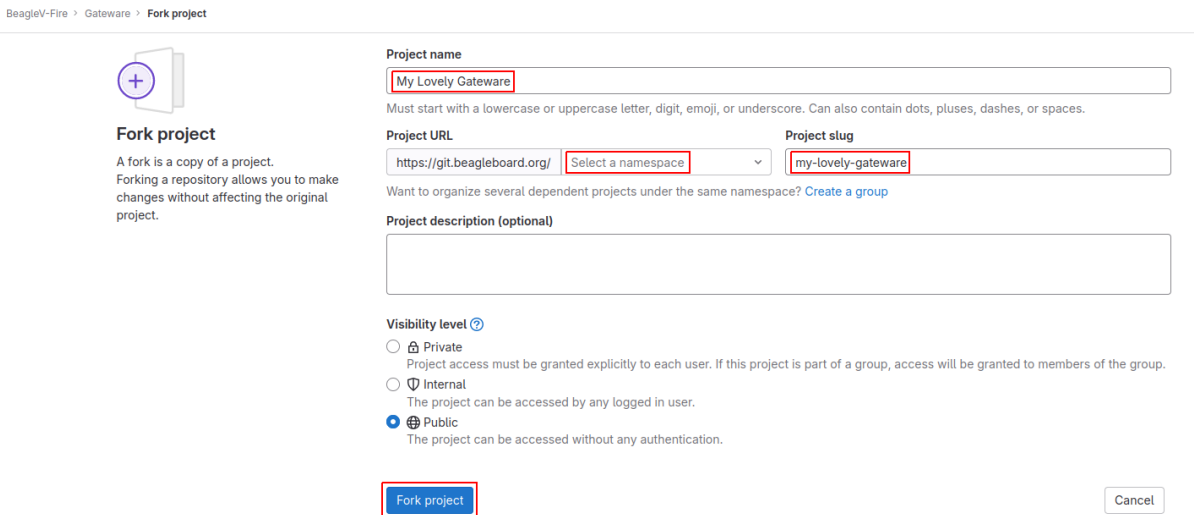 BeagleV-Fire > Gateware > Fork project
Fork project
A fork is a copy of a project.
Forking a repository allows you to make
changes without affecting the original
project.
Project name
My Lovely Gateware
Must start with a lowercase or uppercase letter, digit, emoji, or underscore. Can also contain dots, pluses, dashes, or spaces.
Project URL
https://git.beagleboard.org/ Select a namespace
Project slug
my-lovely-gateware
Want to organize several dependent projects under the same namespace? Create a group
Project description (optional)
Visibility level ?
Private
Project access must be granted explicitly to each user. If this project is part of a group, access will be granted to members of the group.
Internal
The project can be accessed by any logged in user.
Public
The project can be accessed without any authentication.
Fork project
Cancel